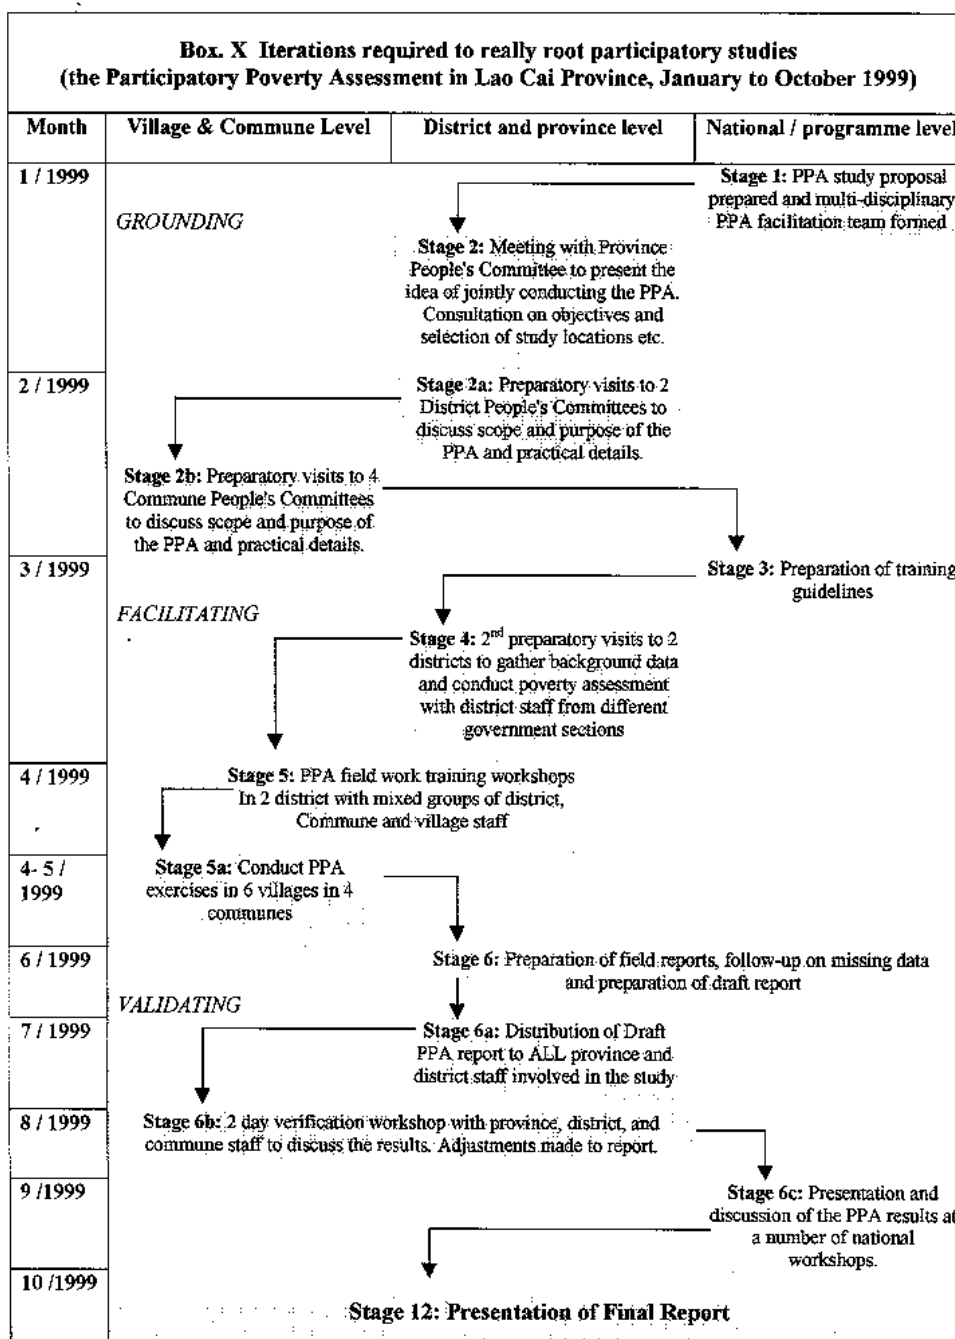 Box. X Iterations required to really root participatory studies
(the Participatory Poverty Assessment in Lao Cai Province, January to October 1999)
Month
Village & Commune Level
District and province level
National / programme level
1 / 1999
Stage 1: PPA study proposal
prepared and multi-disciplinary
PPA facilitation team formed
GROUNDING
Stage 2: Meeting with Province
People's Committee to present the
idea of jointly conducting the PPA.
Consultation on objectives and
selection of study locations etc.
2 / 1999
Stage 2a: Preparatory visits to 2
District People's Committees to
discuss scope and purpose of the
PPA and practical details.
Stage 2b: Preparatory visits to 4
Commune People's Committees
to discuss scope and purpose of
the PPA and practical details.
3 / 1999
Stage 3: Preparation of training
guidelines
FACILITATING
Stage 4: 2nd preparatory visits to 2
districts to gather background data
and conduct poverty assessment
with district staff from different
government sections
4 / 1999
Stage 5: PPA field work training workshops
In 2 district with mixed groups of district,
Commune and village staff
4- 5 /
1999
Stage 5a: Conduct PPA
exercises in 6 villages in 4
communes
6 / 1999
Stage 6: Preparation of field reports, follow-up on missing data
and preparation of draft report
VALIDATING
7 / 1999
Stage 6a: Distribution of Draft
PPA report to ALL province and
district staff involved in the study
8 / 1999
Stage 6b: 2 day verification workshop with province, district, and
commune staff to discuss the results. Adjustments made to report.
9 /1999
Stage 6c: Presentation and
discussion of the PPA results at
a number of national
workshops.
10 /1999
Stage 12: Presentation of Final Report